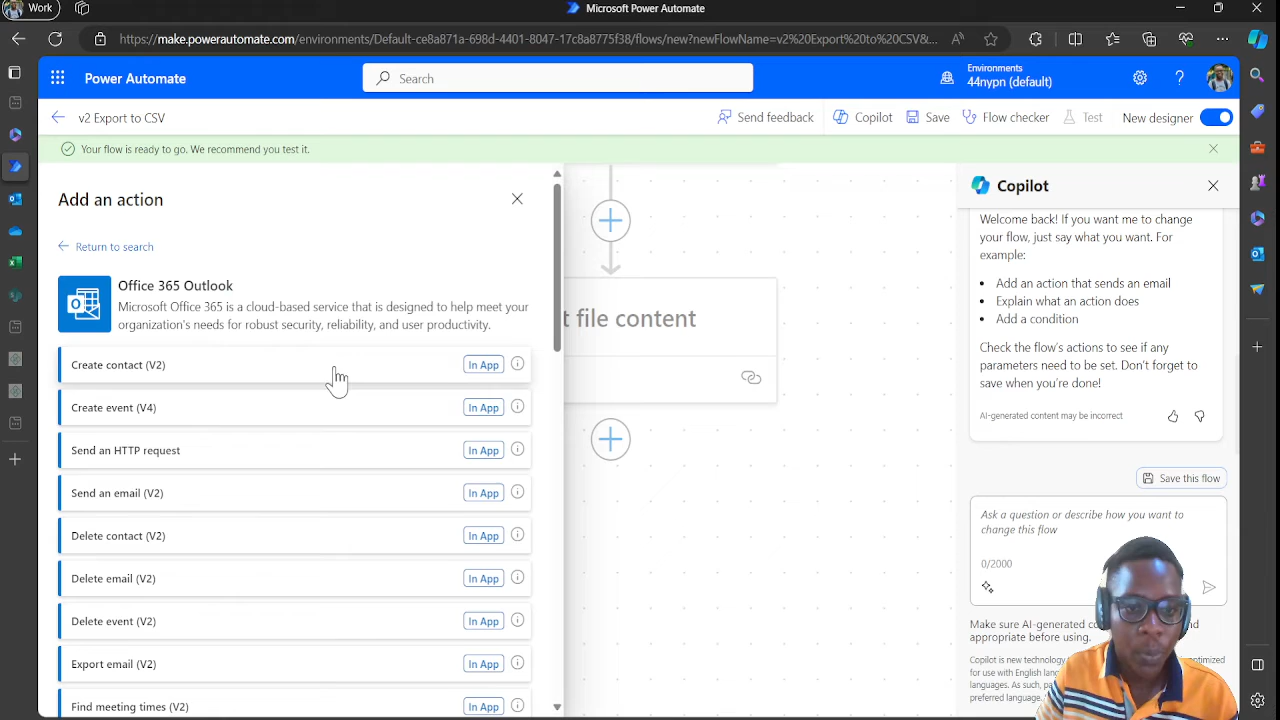 Work
Microsoft Power Automate
https://make.powerautomate.com/environments/Default-ce8a871a-698d-4401-8047-17c8a8775f38/flows/new?newFlowName=v2%20Export%20to%20CSV&...
Power Automate
Search
Environments
44nypn (default)
v2 Export to CSV
Send feedback
Copilot
Save
Flow checker
Test
New designer
Your flow is ready to go. We recommend you test it.
Add an action
Return to search
Office 365 Outlook
Microsoft Office 365 is a cloud-based service that is designed to help meet your
organization's needs for robust security, reliability, and user productivity.
Create contact (V2)
In App
Create event (V4)
In App
Send an HTTP request
In App
Send an email (V2)
In App
Delete contact (V2)
In App
Delete email (V2)
In App
Delete event (V2)
In App
Export email (V2)
In App
Find meeting times (V2)
In App
t file content
Copilot
Welcome back! If you want me to change
your flow, just say what you want. For
example:
• Add an action that sends an email
• Explain what an action does
• Add a condition
Check the flow's actions to see if any
parameters need to be set. Don't forget to
save when you're done!
AI-generated content may be incorrect
Save this flow
Ask a question or describe how you want to
change this flow
0/2000
Make sure AI-generated nd
appropriate before using.
Copilot is new technology optimized
for use with English
languages. As such,
preferred language.